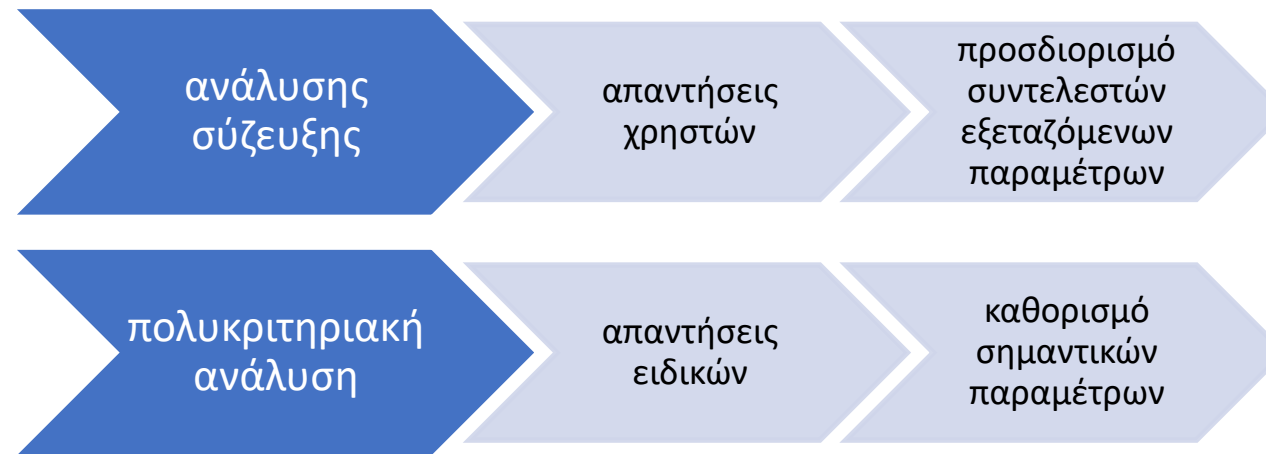 ανάλυσης
σύζευξης
απαντήσεις
χρηστών
προσδιορισμό
συντελεστών
εξεταζόμενων
παραμέτρων
πολυκριτηριακή
ανάλυση
απαντήσεις
ειδικών
καθορισμό
σημαντικών
παραμέτρων